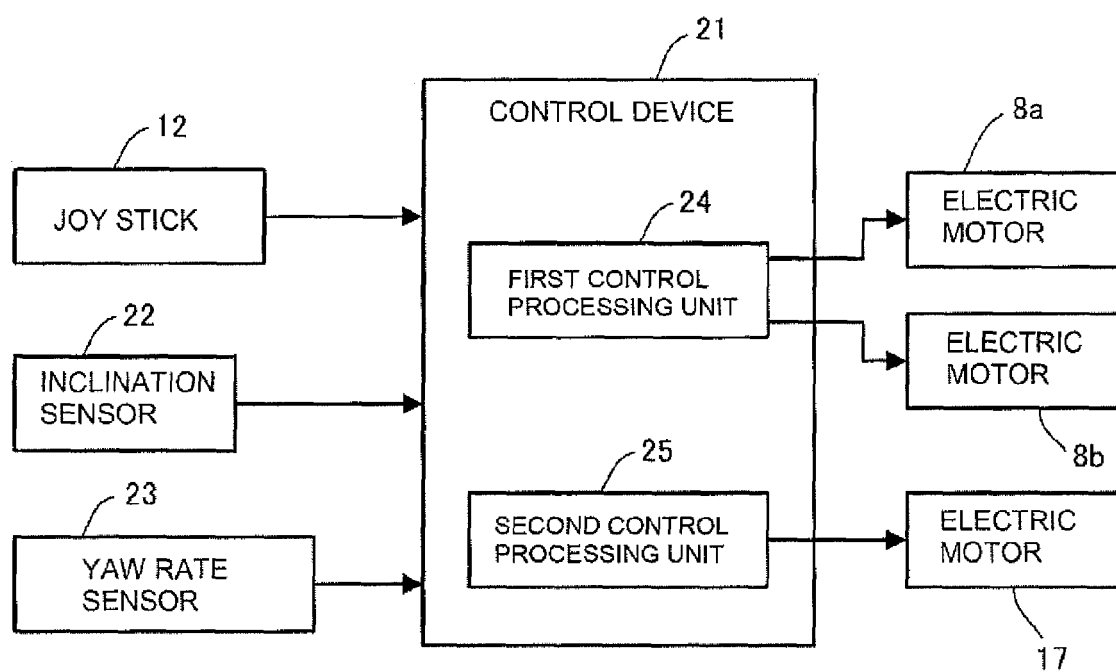 21
CONTROL DEVICE
12
JOY STICK
8a
ELECTRIC
MOTOR
24
FIRST CONTROL
PROCESSING UNIT
22
INCLINATION
SENSOR
ELECTRIC
MOTOR
8b
25
SECOND CONTROL
PROCESSING UNIT
23
YAW RATE
SENSOR
ELECTRIC
MOTOR
17